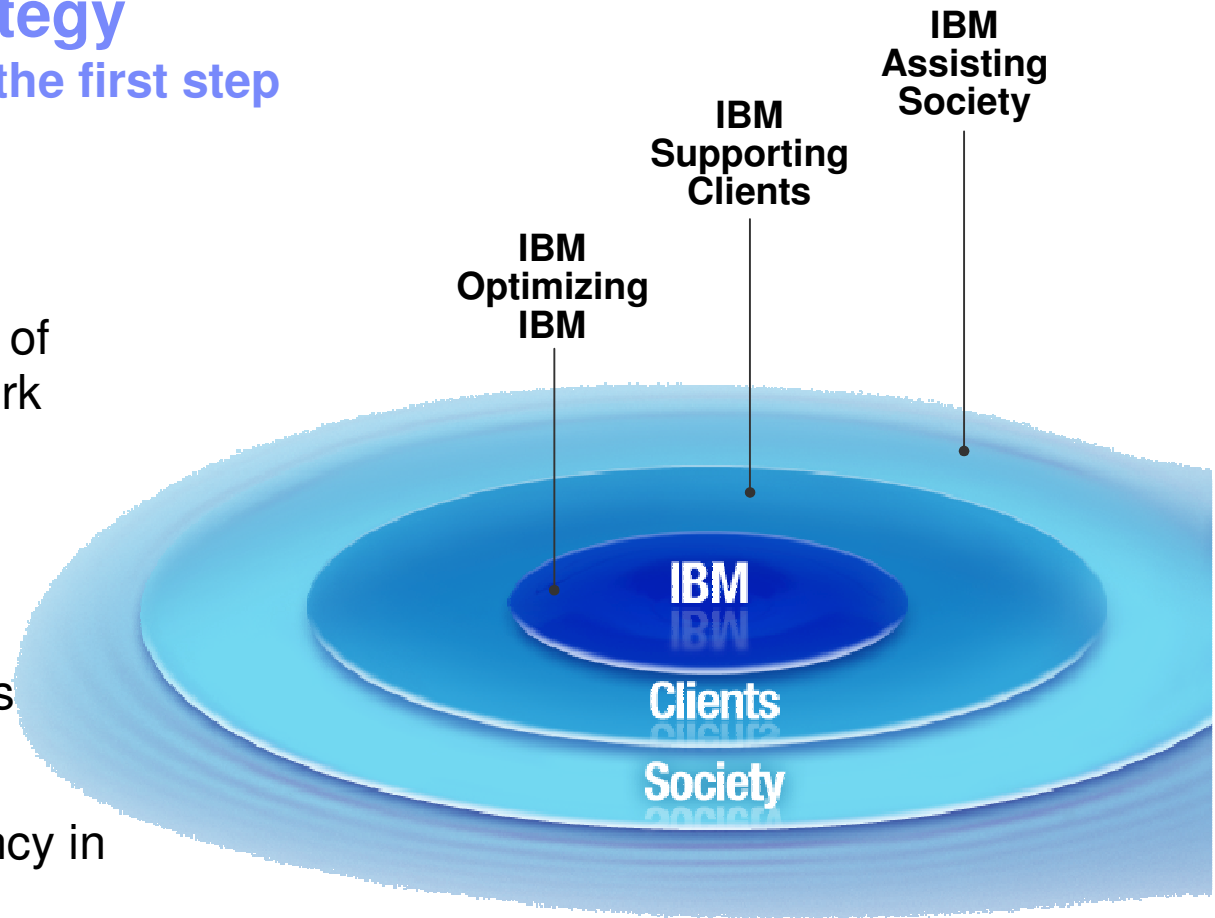 tegy
the first step
IBM
Assisting
Society
IBM
Supporting
Clients
IBM
Optimizing
IBM
of
rk
IBM
s
Clients
Society
ncy in